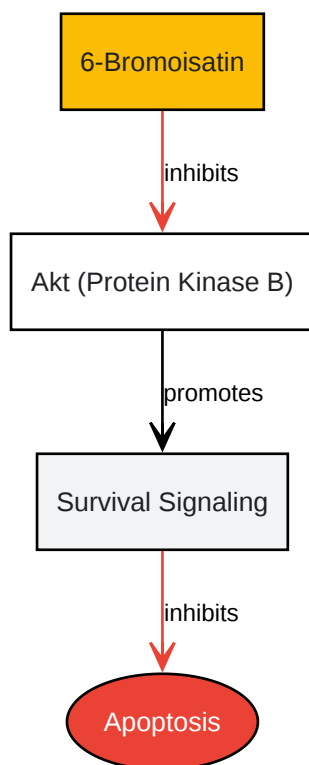 6-Bromoisatin
inhibits
Akt (Protein Kinase B)
promotes
Survival Signaling
inhibits
Apoptosis